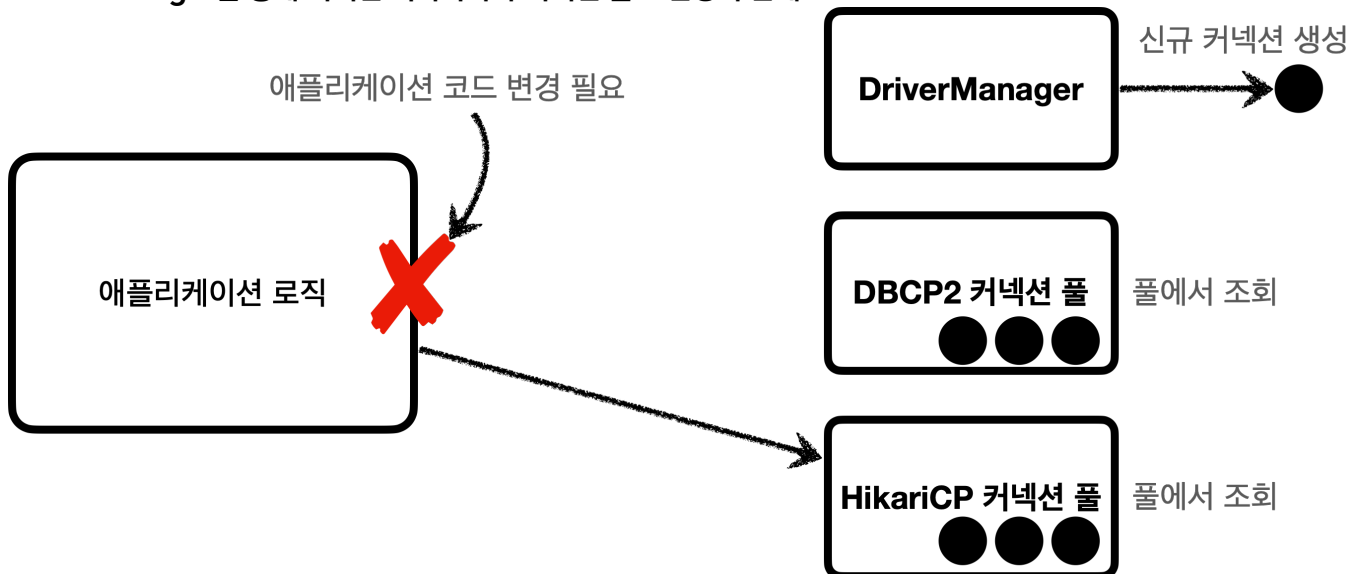 신규 커넥션 생성
애플리케이션 코드 변경 필요
DriverManager
애플리케이션 로직
DBCP2 커넥션 풀
풀에서 조회
HikariCP 커넥션 풀
풀에서 조회